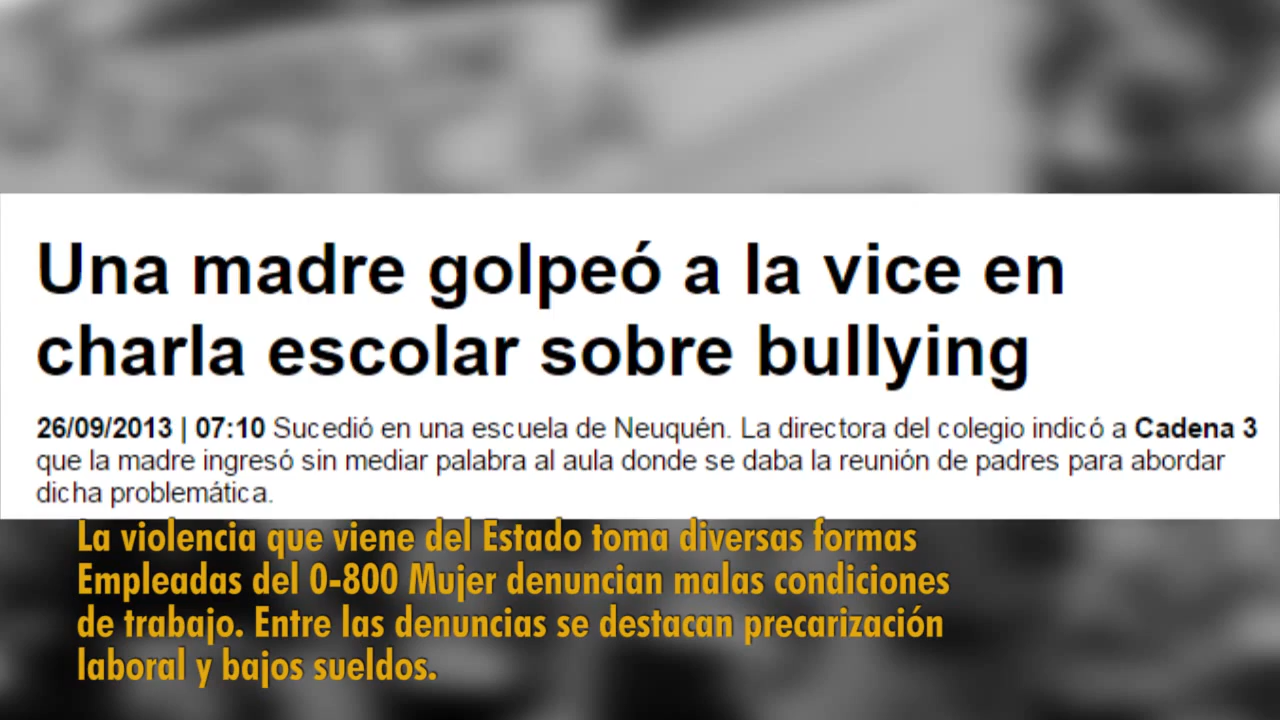 Una madre golpeó a la vice en
charla escolar sobre bullying
26/09/2013 | 07:10 Sucedió en una escuela de Neuquén. La directora del colegio indicó a Cadena 3
que la madre ingresó sin mediar palabra al aula donde se daba la reunión de padres para abordar
dicha problemática.
La violencia que viene del Estado toma diversas formas
Empleadas del 0-800 Mujer denuncian malas condiciones
de trabajo. Entre las denuncias se destacan precarización
laboral y bajos sueldos.